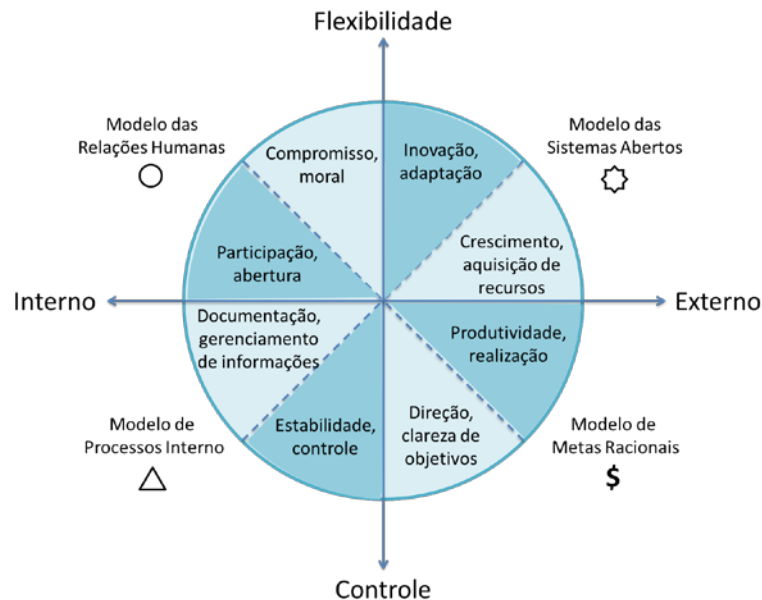 Flexibilidade
Modelo das
Relações Humanas
Modelo das
Sistemas Abertos
Compromisso,
moral
Inovação,
adaptação
Participação,
abertura
Crescimento,
aquisição de
recursos
Interno
Externo
Documentação,
gerenciamento
de informações
Produtividade,
realização
Estabilidade,
controle
Direção,
clareza de
objetivos
Modelo de
Processos Interno
Modelo de
Metas Racionais
$
Controle